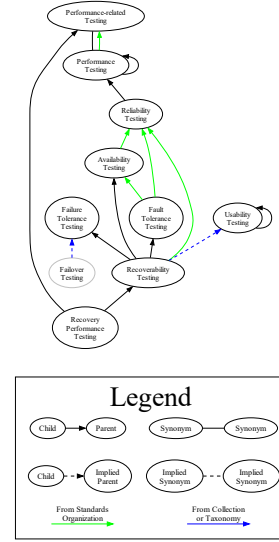 Performance-related
Testing
Performance
Testing
Reliability
Testing
Availability
Testing
Failure
Tolerance
Testing
Fault
Tolerance
Testing
Usability
Testing
Failover
Testing
Recoverability
Testing
Recovery
Performance
Testing
Legend
Child
Parent
Synonym
Synonym
Child
Implied
Parent
Implied
Synonym
Implied
Synonym
From Standards
Organization
From Collection
or Taxonomy